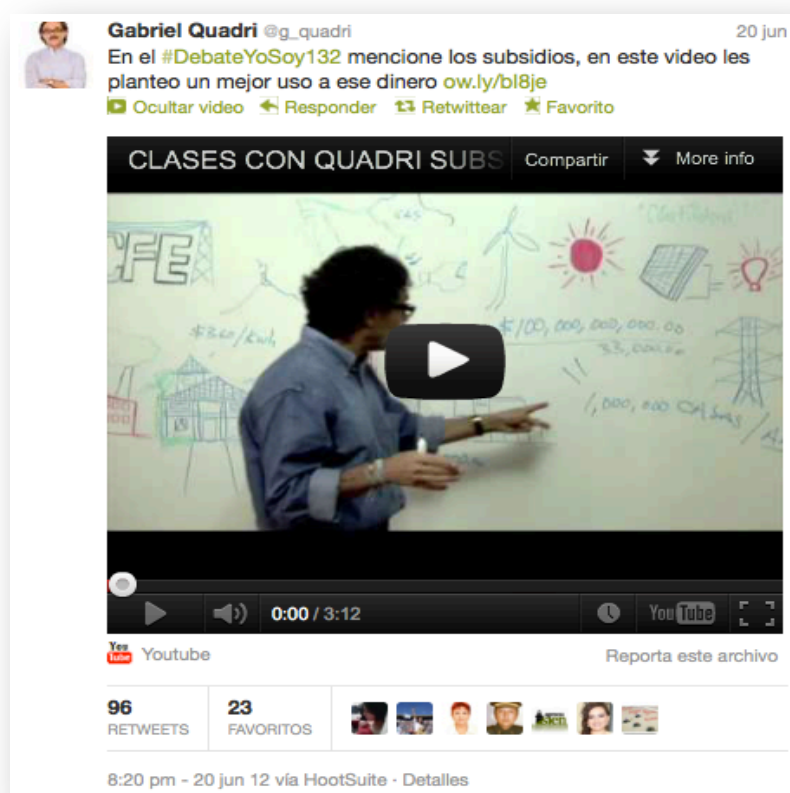 Gabriel Quadri @g_quadri 20 jun
En el #DebateYoSoy132 mencione los subsidios, en este video les
planteo un mejor uso a ese dinero ow.ly/bl8je
Ocultar video Responder Retwittear Favorito
CLASES CON QUADRI SUBS Compartir More info
CFE
$100,000,000,000.00
33,000.00
1,000,000 CASAS /
0:00 / 3:12 YouTube
You Tube Youtube Reporta este archivo
96 23
RETWEETS FAVORITOS
8:20 pm - 20 jun 12 vía HootSuite · Detalles